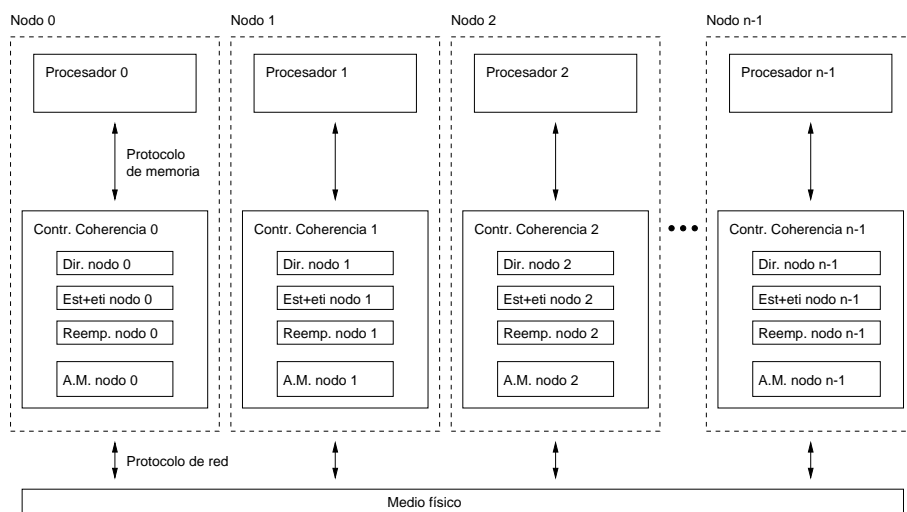 Nodo 0
Nodo 1
Nodo 2
Nodo n-1
Procesador 0
Procesador 1
Procesador 2
Procesador n-1
Protocolo
de memoria
Contr. Coherencia 0
Contr. Coherencia 1
Contr. Coherencia 2
Contr. Coherencia n-1
Dir. nodo 0
Dir. nodo 1
Dir. nodo 2
Dir. nodo n-1
Est+eti nodo 0
Est+eti nodo 1
Est+eti nodo 2
Est+eti nodo n-1
Reemp. nodo 0
Reemp. nodo 1
Reemp. nodo 2
Reemp. nodo n-1
A.M. nodo 0
A.M. nodo 1
A.M. nodo 2
A.M. nodo n-1
Protocolo de red
Medio físico